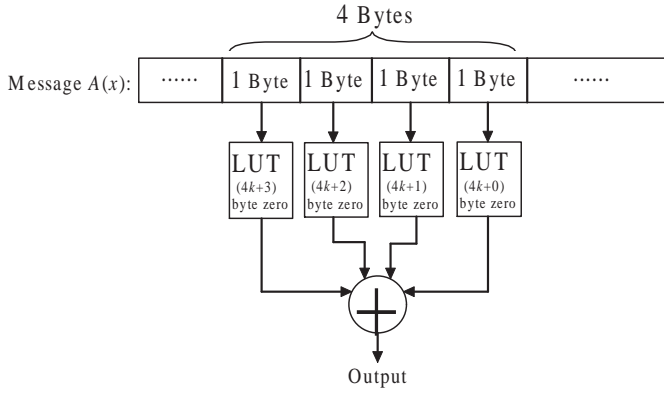 4 Bytes
Message A(x): ...... 1 Byte 1 Byte 1 Byte 1 Byte ......
LUT LUT LUT LUT
(4k+3) (4k+2) (4k+1) (4k+0)
byte zero byte zero byte zero byte zero
Output